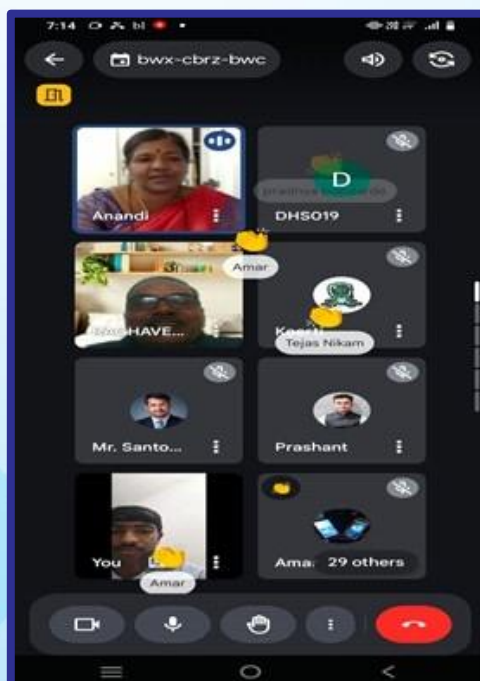 7:14
bwx-cbrz-bwc
Anandi
D
DHS019
Amar
HAVE...
Tejas Nikam
Mr. Santo...
Prashant
You
Amar
Ama.
29 others